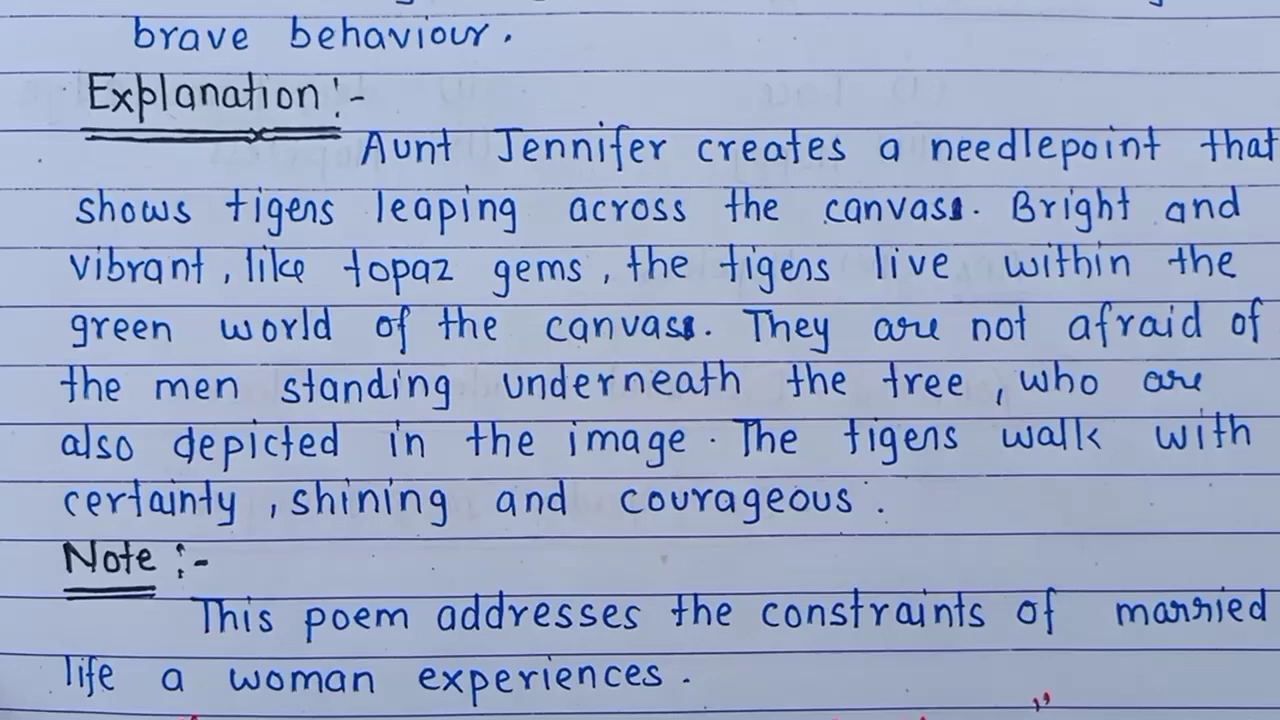 brave behaviour.
Explanation :-
Aunt Jennifer creates a needlepoint that
shows tigers leaping across the canvas. Bright and
vibrant, like topaz gems, the tigers live within the
green world of the canvas. They are not afraid of
the men standing underneath the tree, who are
also depicted in the image. The tigers walk with
certainty, shining and courageous.
Note :-
This poem addresses the constraints of married
life a woman experiences.